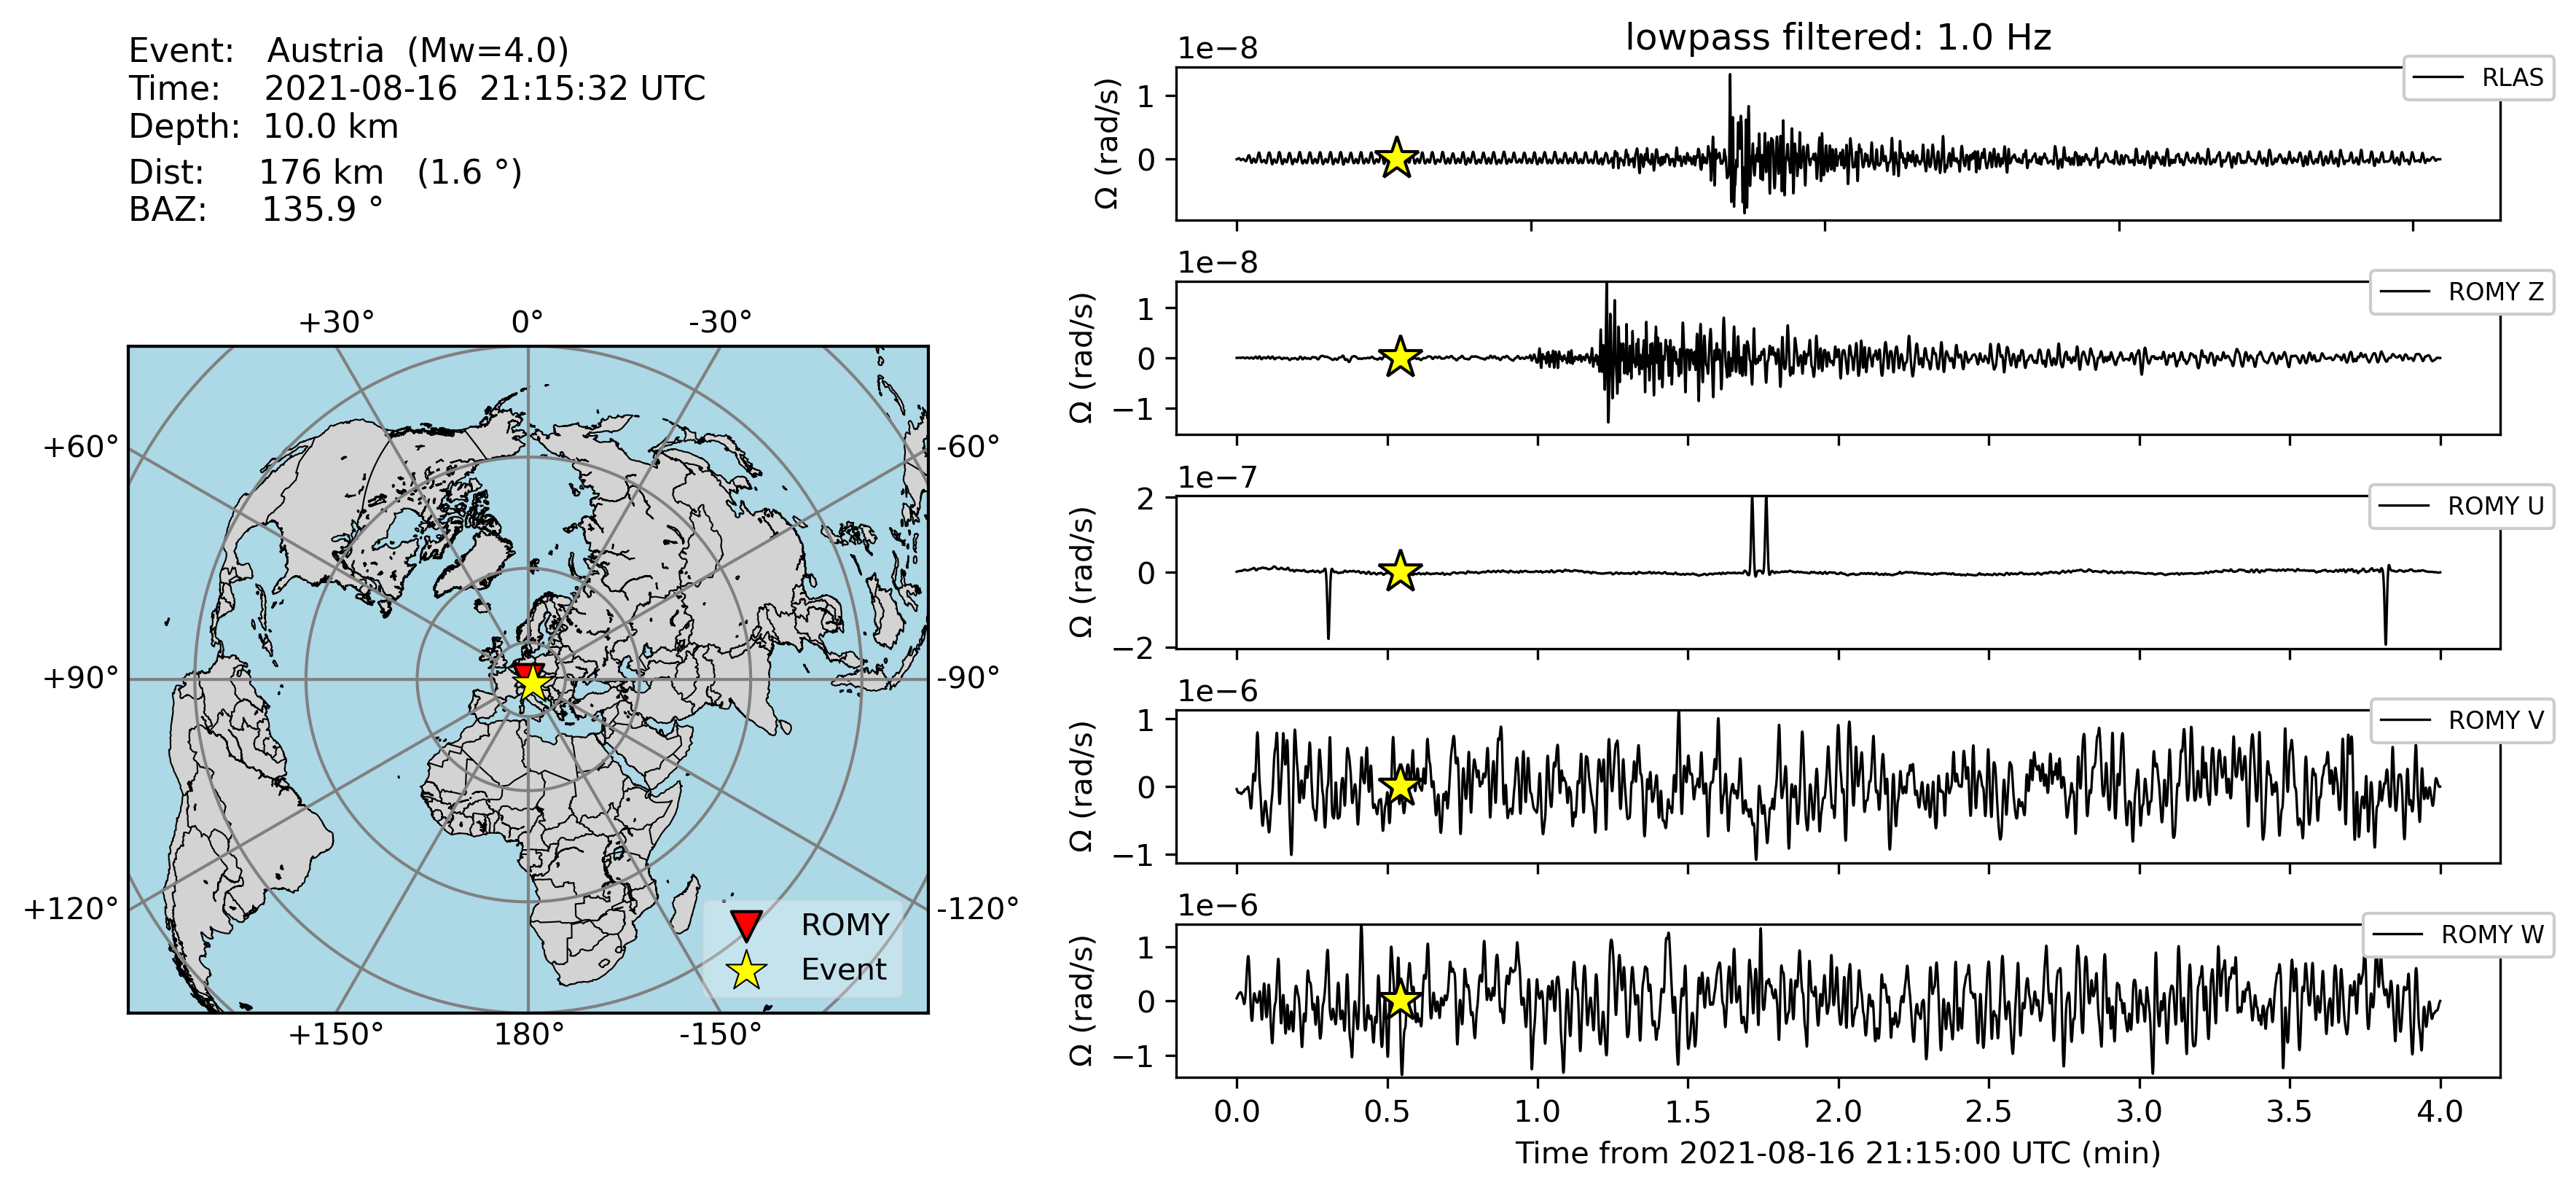 Event:   Austria  (Mw=4.0)
Time:    2021-08-16  21:15:32 UTC
Depth:  10.0 km
Dist:     176 km   (1.6 °)
BAZ:     135.9 °
+30°
0°
-30°
+60°
-60°
+90°
-90°
+120°
-120°
+150°
180°
-150°
ROMY
Event
lowpass filtered: 1.0 Hz
1e−8
Ω (rad/s)
1
0
RLAS
1e−8
Ω (rad/s)
1
0
−1
ROMY Z
1e−7
Ω (rad/s)
2
0
−2
ROMY U
1e−6
Ω (rad/s)
1
0
−1
ROMY V
1e−6
Ω (rad/s)
1
0
−1
ROMY W
0.0 0.5 1.0 1.5 2.0 2.5 3.0 3.5 4.0
Time from 2021-08-16 21:15:00 UTC (min)